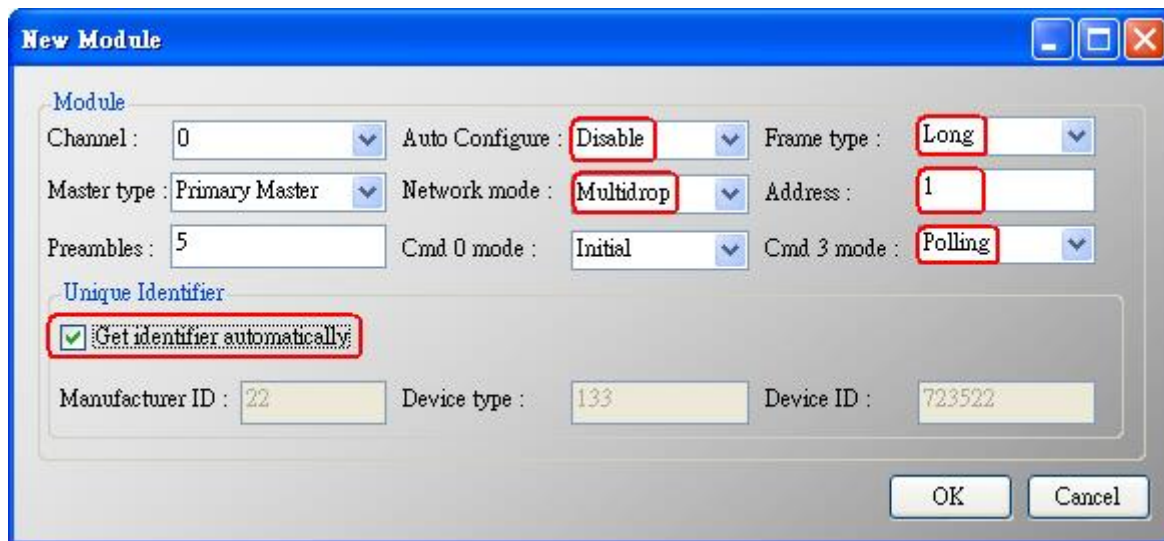 New Module
Module
Channel : 0 Auto Configure : Disable Frame type : Long
Master type : Primary Master Network mode : Multidrop Address : 1
Preambles : 5 Cmd 0 mode : Initial Cmd 3 mode : Polling
Unique Identifier
Get identifier automatically
Manufacturer ID : 22 Device type : 133 Device ID : 723522
OK Cancel